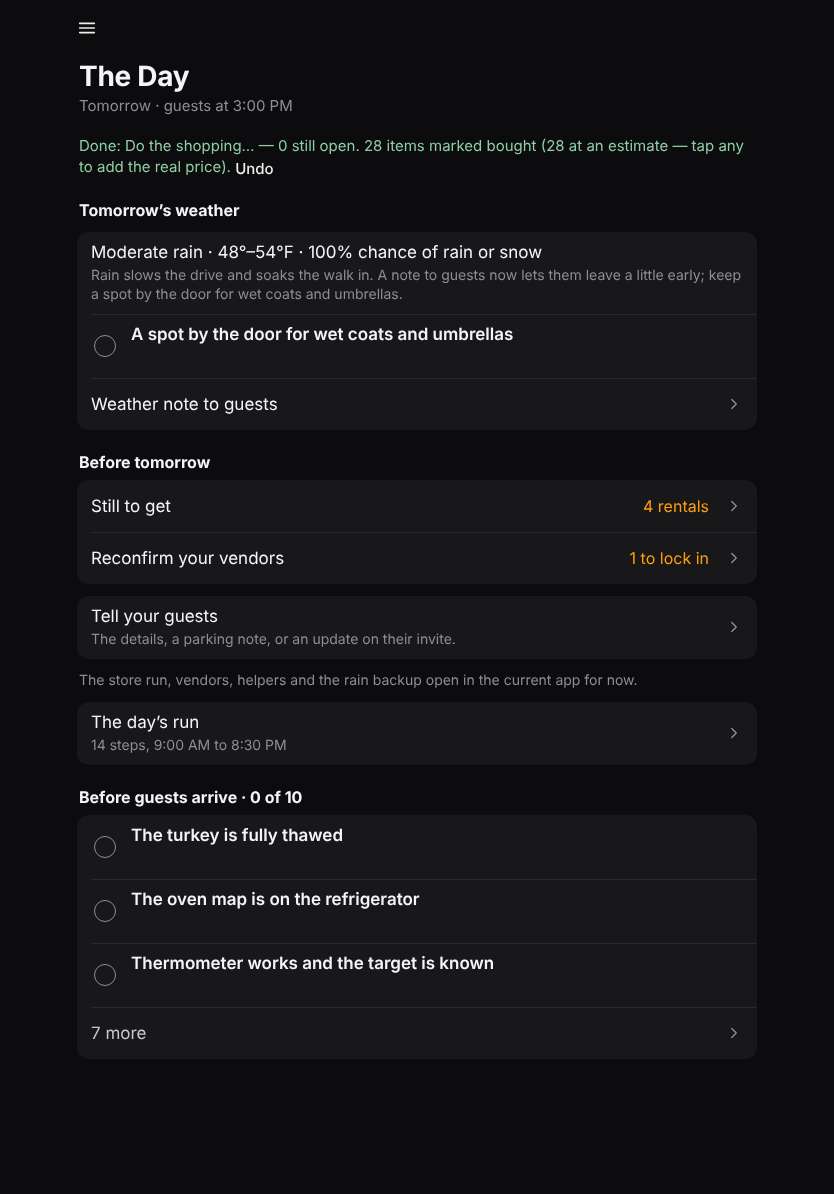 The Day
Tomorrow · guests at 3:00 PM
Done: Do the shopping… — 0 still open. 28 items marked bought (28 at an estimate — tap any
to add the real price). Undo
Tomorrow’s weather
Moderate rain · 48°–54°F · 100% chance of rain or snow
Rain slows the drive and soaks the walk in. A note to guests now lets them leave a little early; keep
a spot by the door for wet coats and umbrellas.
A spot by the door for wet coats and umbrellas
Weather note to guests
Before tomorrow
Still to get 4 rentals
Reconfirm your vendors 1 to lock in
Tell your guests
The details, a parking note, or an update on their invite.
The store run, vendors, helpers and the rain backup open in the current app for now.
The day’s run
14 steps, 9:00 AM to 8:30 PM
Before guests arrive · 0 of 10
The turkey is fully thawed
The oven map is on the refrigerator
Thermometer works and the target is known
7 more